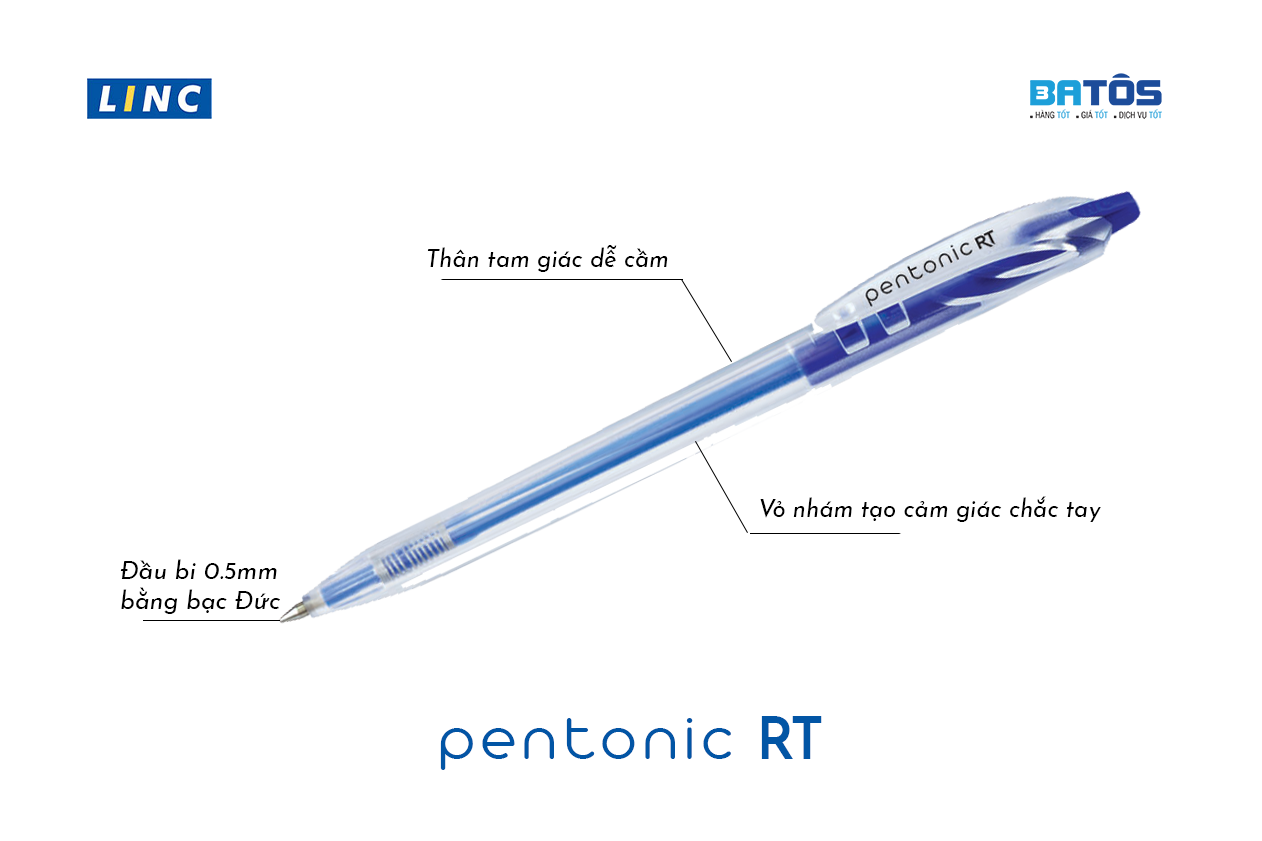 LINC
BATÔS
. HÀNG TỐT . GIÁ TỐT . DỊCH VỤ TỐT
Thân tam giác dễ cầm
pentonic RT
Vỏ nhám tạo cảm giác chắc tay
Đầu bi 0.5mm
bằng bạc Đức
pentonic RT